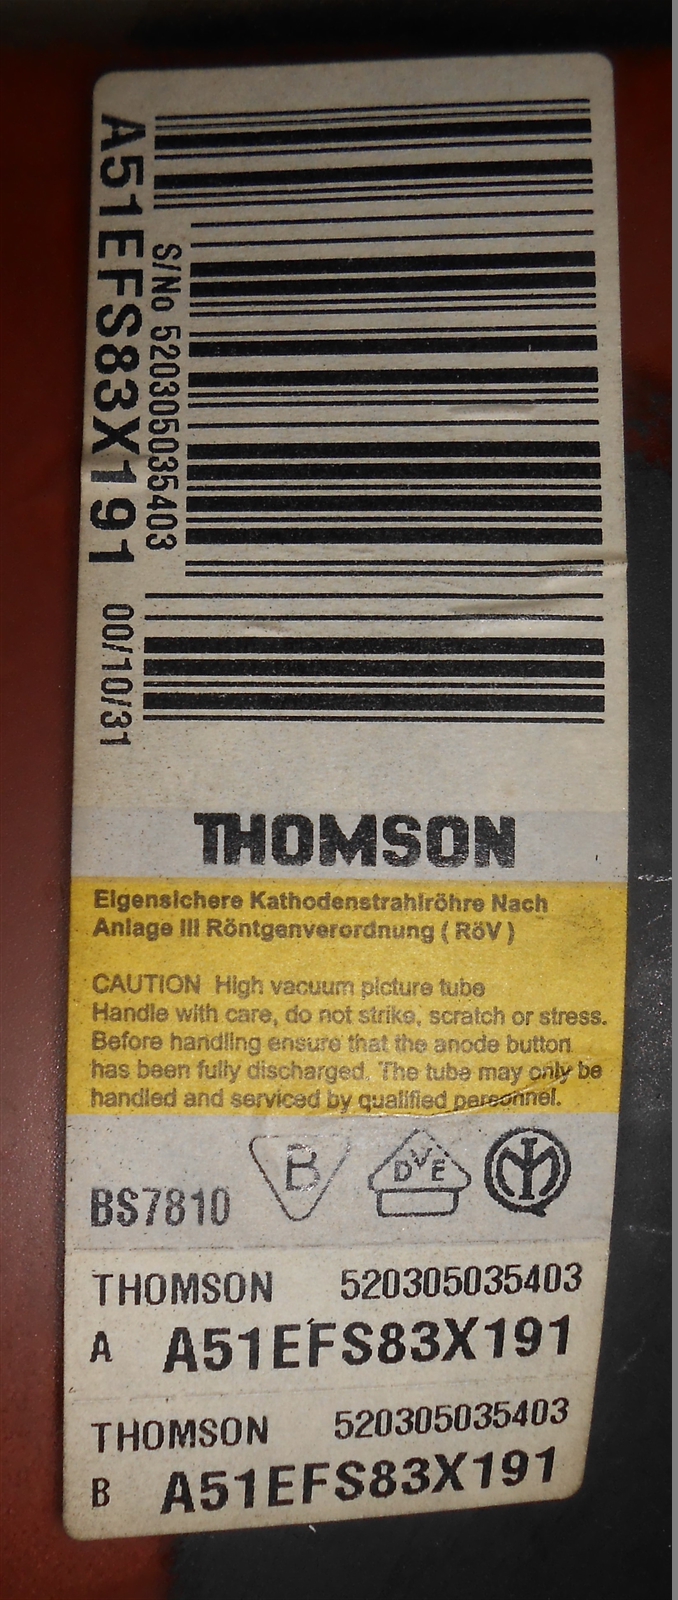 A51EFS83X191 00/10/31
S/No 520305035403
THOMSON
Eigensichere Kathodenstrahlröhre Nach
Anlage III Röntgenverordnung ( RöV )
CAUTION High vacuum picture tube
Handle with care, do not strike, scratch or stress.
Before handling ensure that the anode button
has been fully discharged. The tube may only be
handled and serviced by qualified personnel.
BS7810 B DVE
THOMSON 520305035403
A A51EFS83X191
THOMSON 520305035403
B A51EFS83X191